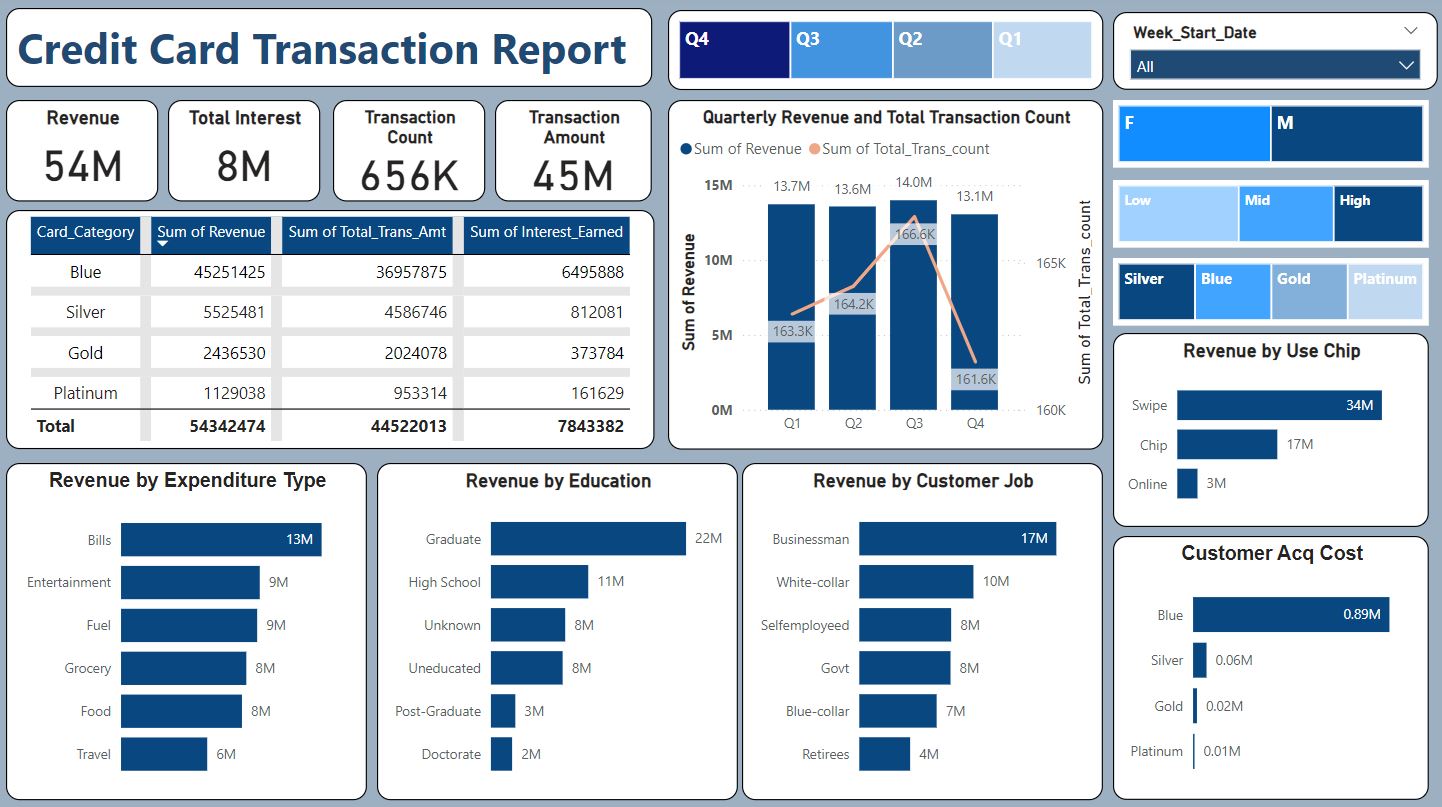 Credit Card Transaction Report
Q4 Q3 Q2 Q1
Week_Start_Date
All
Revenue
54M
Total Interest
8M
Transaction
Count
656K
Transaction
Amount
45M
F M
Low Mid High
Silver Blue Gold Platinum
Card_Category Sum of Revenue Sum of Total_Trans_Amt Sum of Interest_Earned
Blue 45251425 36957875 6495888
Silver 5525481 4586746 812081
Gold 2436530 2024078 373784
Platinum 1129038 953314 161629
Total 54342474 44522013 7843382
Quarterly Revenue and Total Transaction Count
Sum of Revenue Sum of Total_Trans_count
Sum of Revenue
15M
10M
5M
0M
13.7M 13.6M 14.0M 13.1M
163.3K 164.2K 166.6K 161.6K
Q1 Q2 Q3 Q4
165K
160K
Sum of Total_Trans_count
Revenue by Use Chip
Swipe 34M
Chip 17M
Online 3M
Revenue by Expenditure Type
Bills 13M
Entertainment 9M
Fuel 9M
Grocery 8M
Food 8M
Travel 6M
Revenue by Education
Graduate 22M
High School 11M
Unknown 8M
Uneducated 8M
Post-Graduate 3M
Doctorate 2M
Revenue by Customer Job
Businessman 17M
White-collar 10M
Selfemployeed 8M
Govt 8M
Blue-collar 7M
Retirees 4M
Customer Acq Cost
Blue 0.89M
Silver 0.06M
Gold 0.02M
Platinum 0.01M